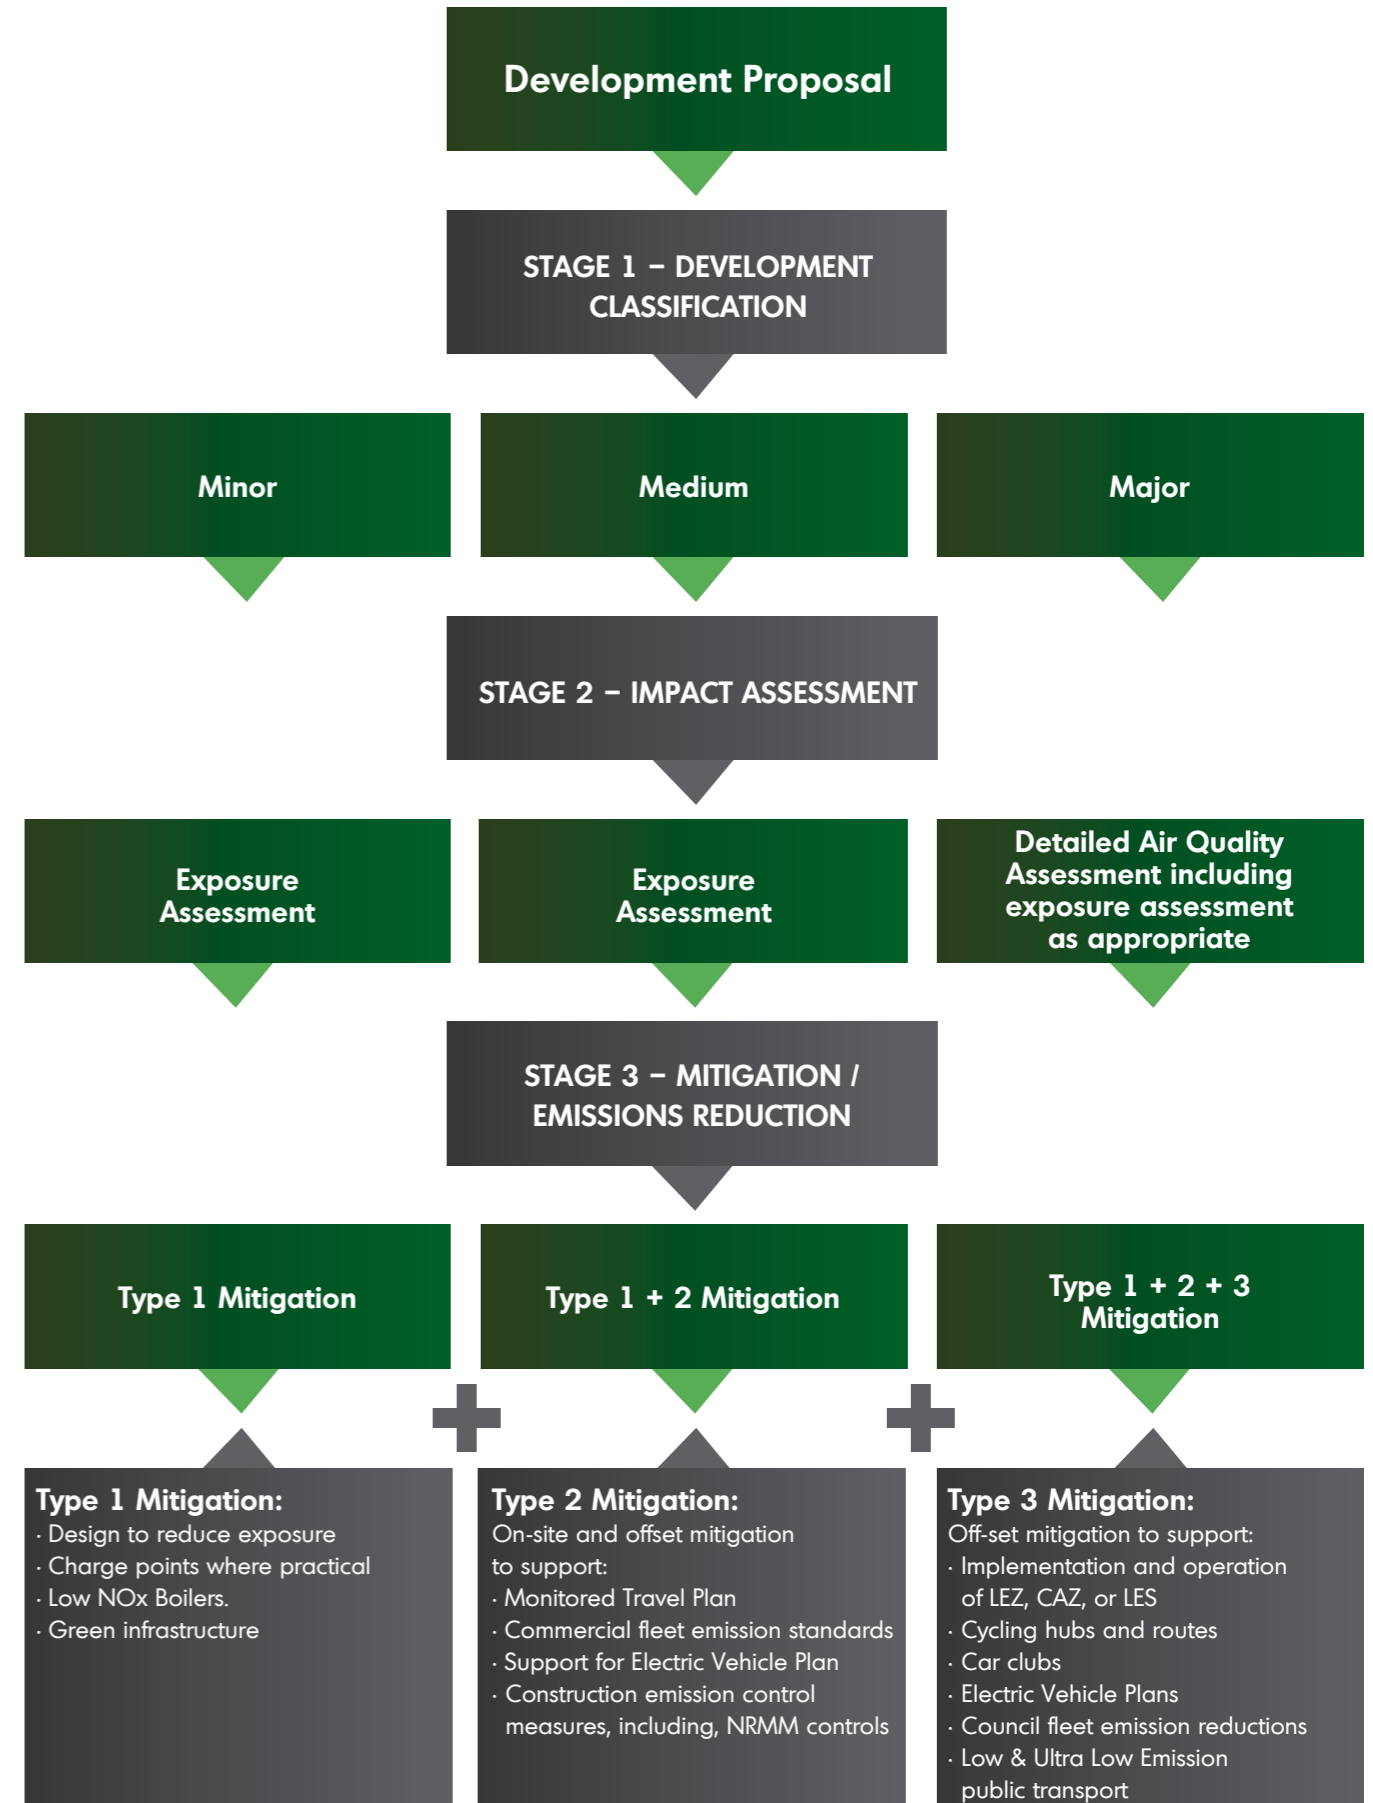 Development Proposal
STAGE 1 – DEVELOPMENT
CLASSIFICATION
Minor
Medium
Major
STAGE 2 – IMPACT ASSESSMENT
Exposure
Assessment
Exposure
Assessment
Detailed Air Quality
Assessment including
exposure assessment
as appropriate
STAGE 3 – MITIGATION /
EMISSIONS REDUCTION
Type 1 Mitigation
Type 1 + 2 Mitigation
Type 1 + 2 + 3
Mitigation
Type 1 Mitigation:
· Design to reduce exposure
· Charge points where practical
· Low NOx Boilers.
· Green infrastructure
Type 2 Mitigation:
On-site and offset mitigation
to support:
· Monitored Travel Plan
· Commercial fleet emission standards
· Support for Electric Vehicle Plan
· Construction emission control
measures, including, NRMM controls
Type 3 Mitigation:
Off-set mitigation to support:
· Implementation and operation
of LEZ, CAZ, or LES
· Cycling hubs and routes
· Car clubs
· Electric Vehicle Plans
· Council fleet emission reductions
· Low & Ultra Low Emission
public transport